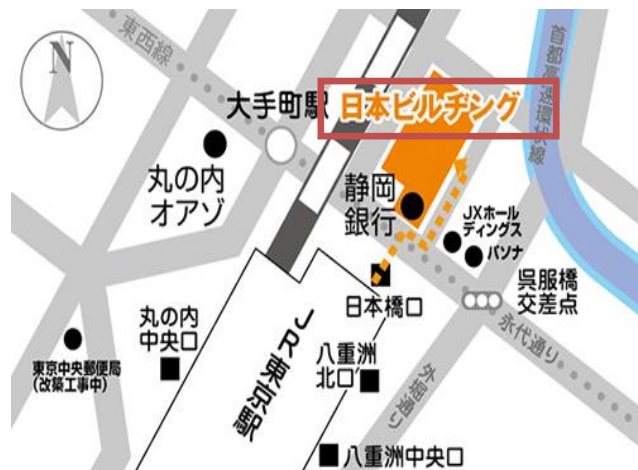 N
東西線
首都高速環状線
大手町駅
日本ビルヂング
丸の内
オアゾ
静岡
銀行
JXホール
ディングス
パソナ
呉服橋
交差点
日本橋口
永代通り
丸の内
中央口
JR東京駅
八重洲
北口
外堀通り
東京中央郵便局
(改築工事中)
八重洲中央口